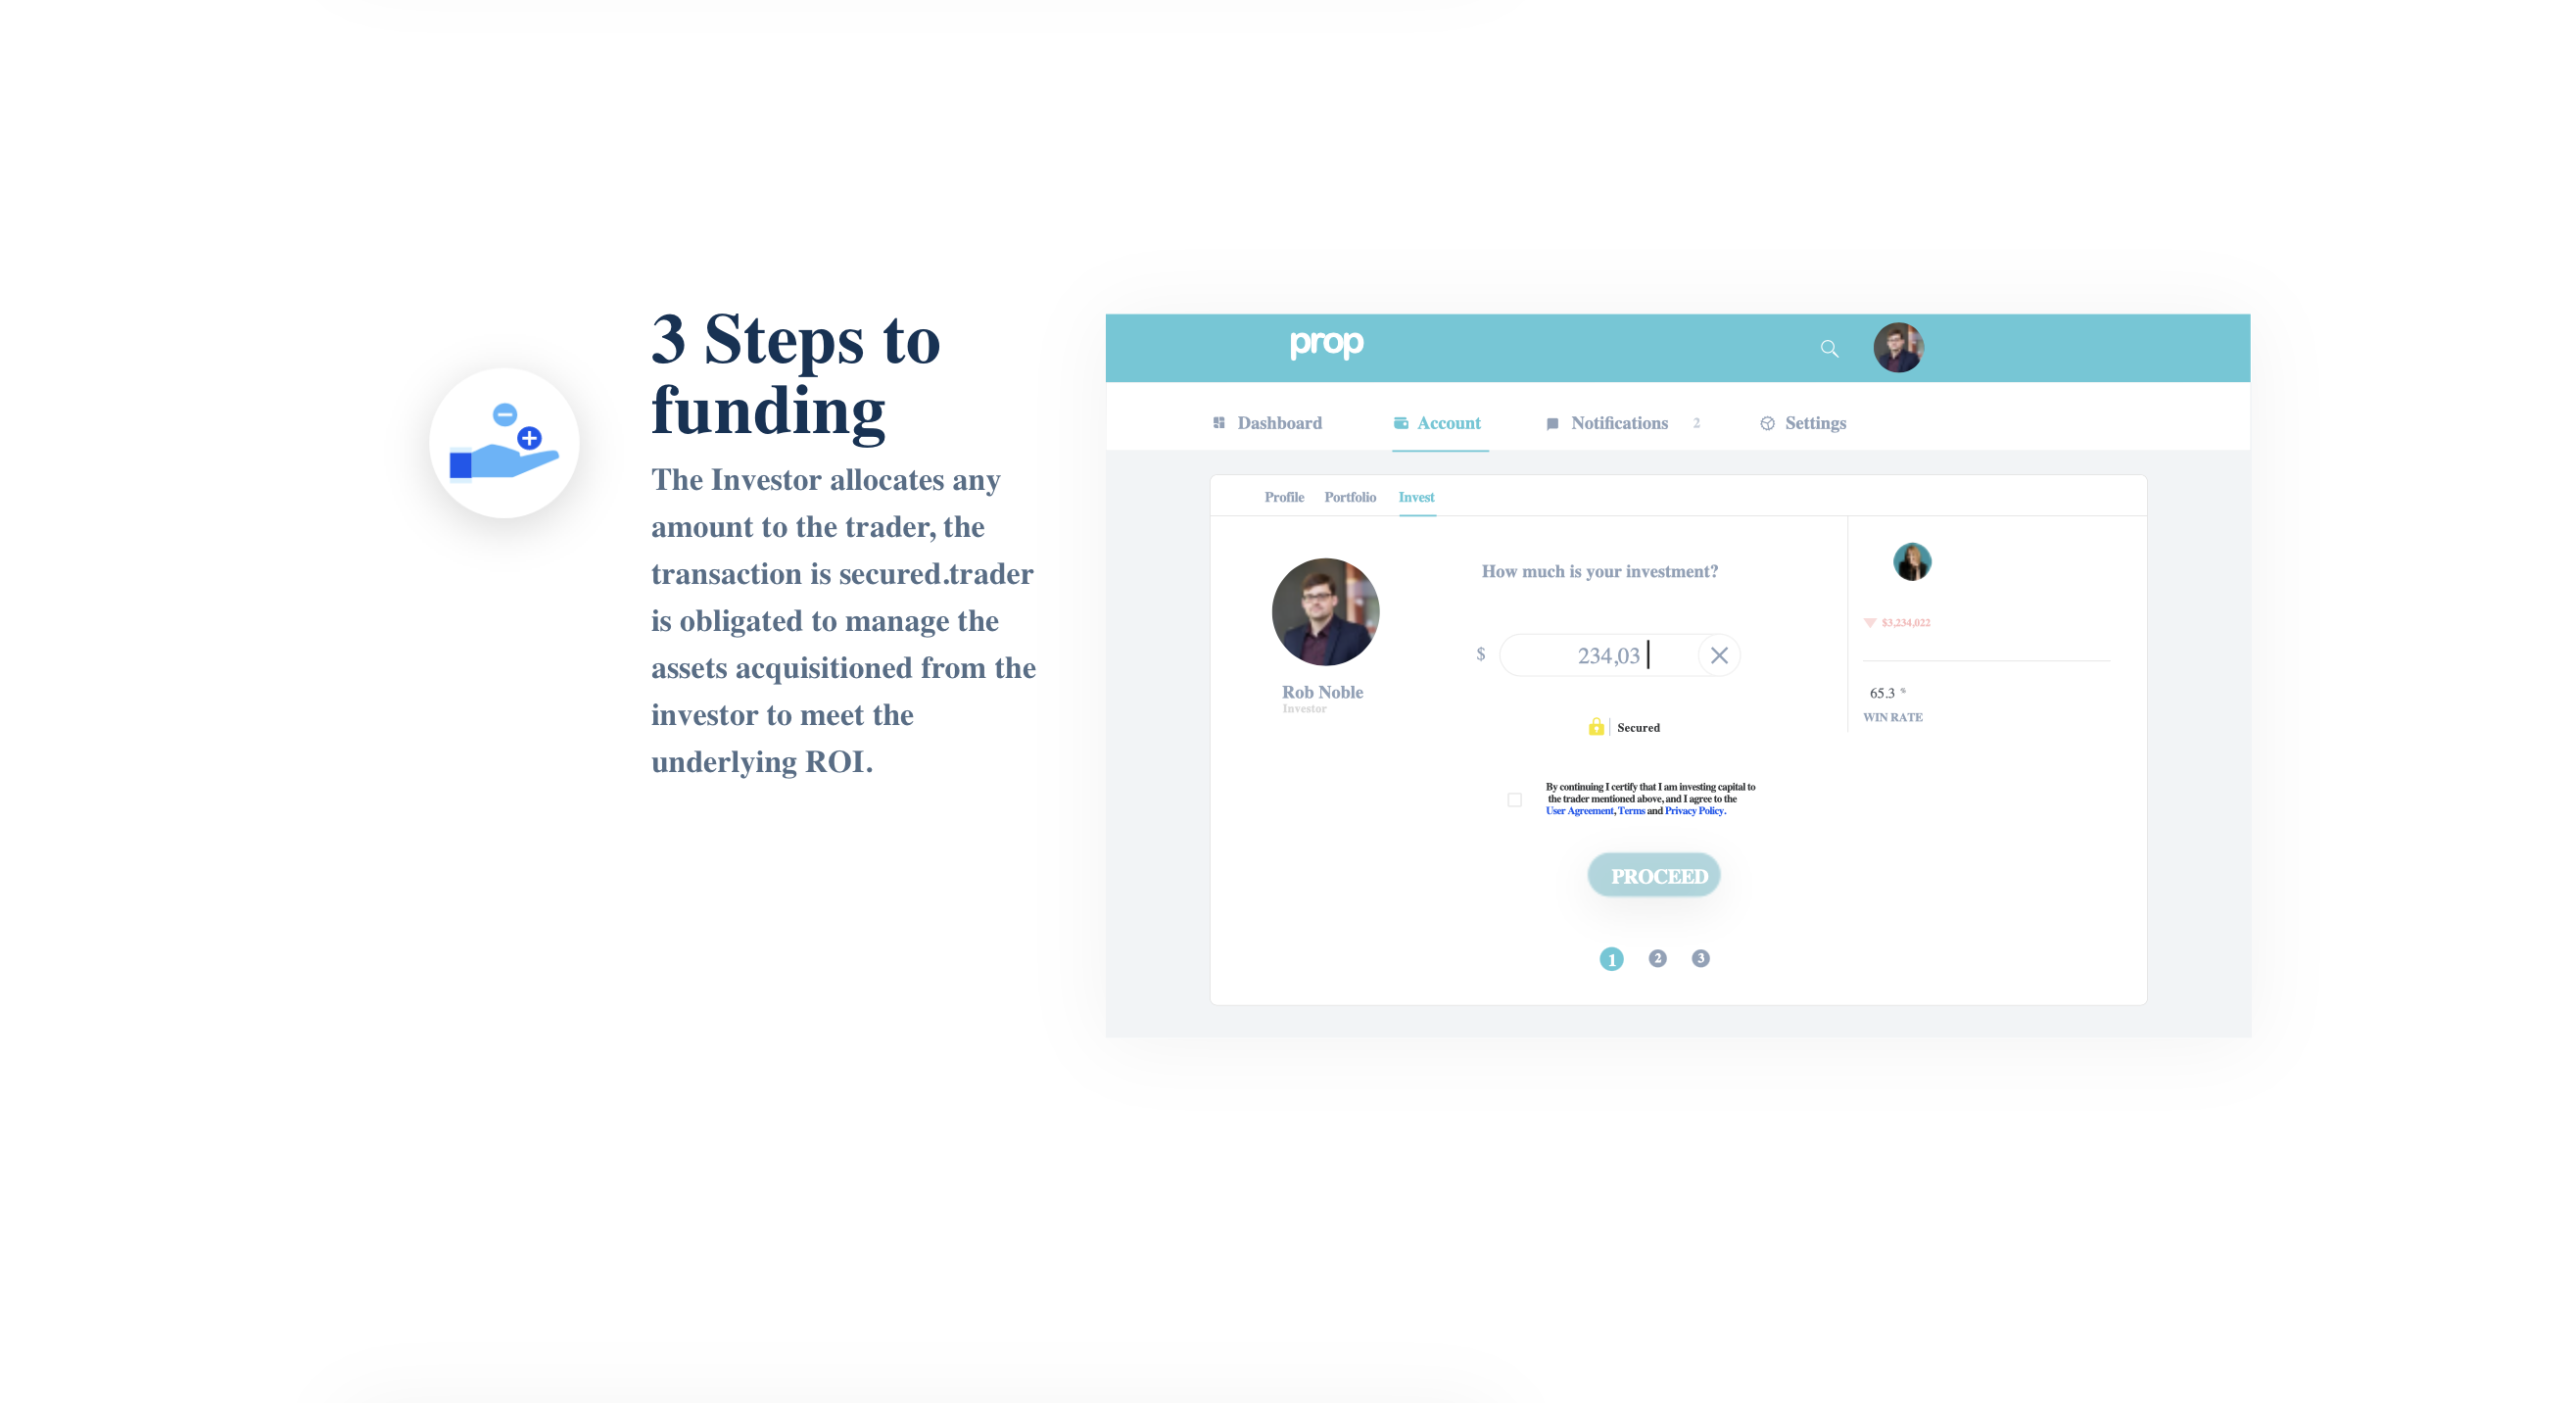 3 Steps to
funding
The Investor allocates any
amount to the trader, the
transaction is secured.trader
is obligated to manage the
assets acquisitioned from the
investor to meet the
underlying ROI.
prop
Dashboard
Account
Notifications 2
Settings
Profile
Portfolio
Invest
Rob Noble
Investor
How much is your investment?
$ 234,03
Secured
By continuing I certify that I am investing capital to
the trader mentioned above, and I agree to the
User Agreement, Terms and Privacy Policy.
PROCEED
1 2 3
$3,234,022
65.3 %
WIN RATE